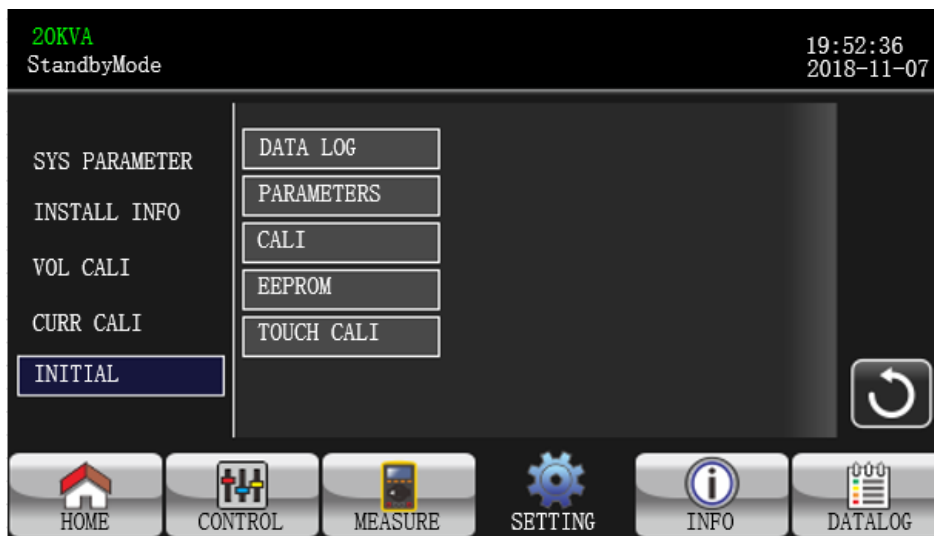 20KVA
StandbyMode
19:52:36
2018-11-07
SYS PARAMETER
INSTALL INFO
VOL CALI
CURR CALI
INITIAL
DATA LOG
PARAMETERS
CALI
EEPROM
TOUCH CALI
HOME
CONTROL
MEASURE
SETTING
INFO
DATALOG